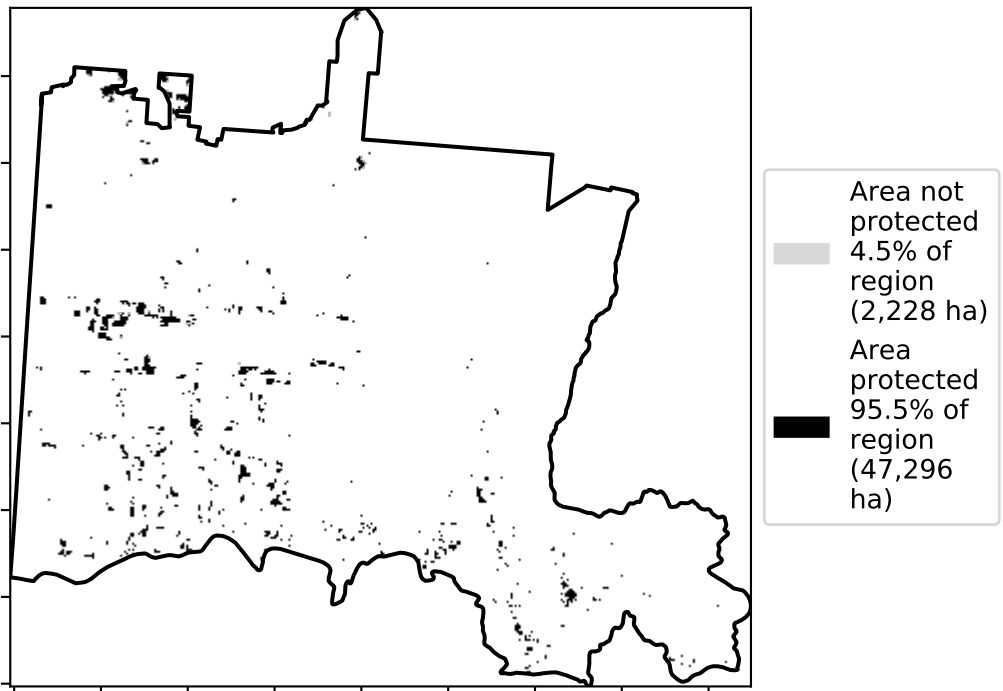 Area not
protected
4.5% of
region
(2,228 ha)
Area
protected
95.5% of
region
(47,296
ha)